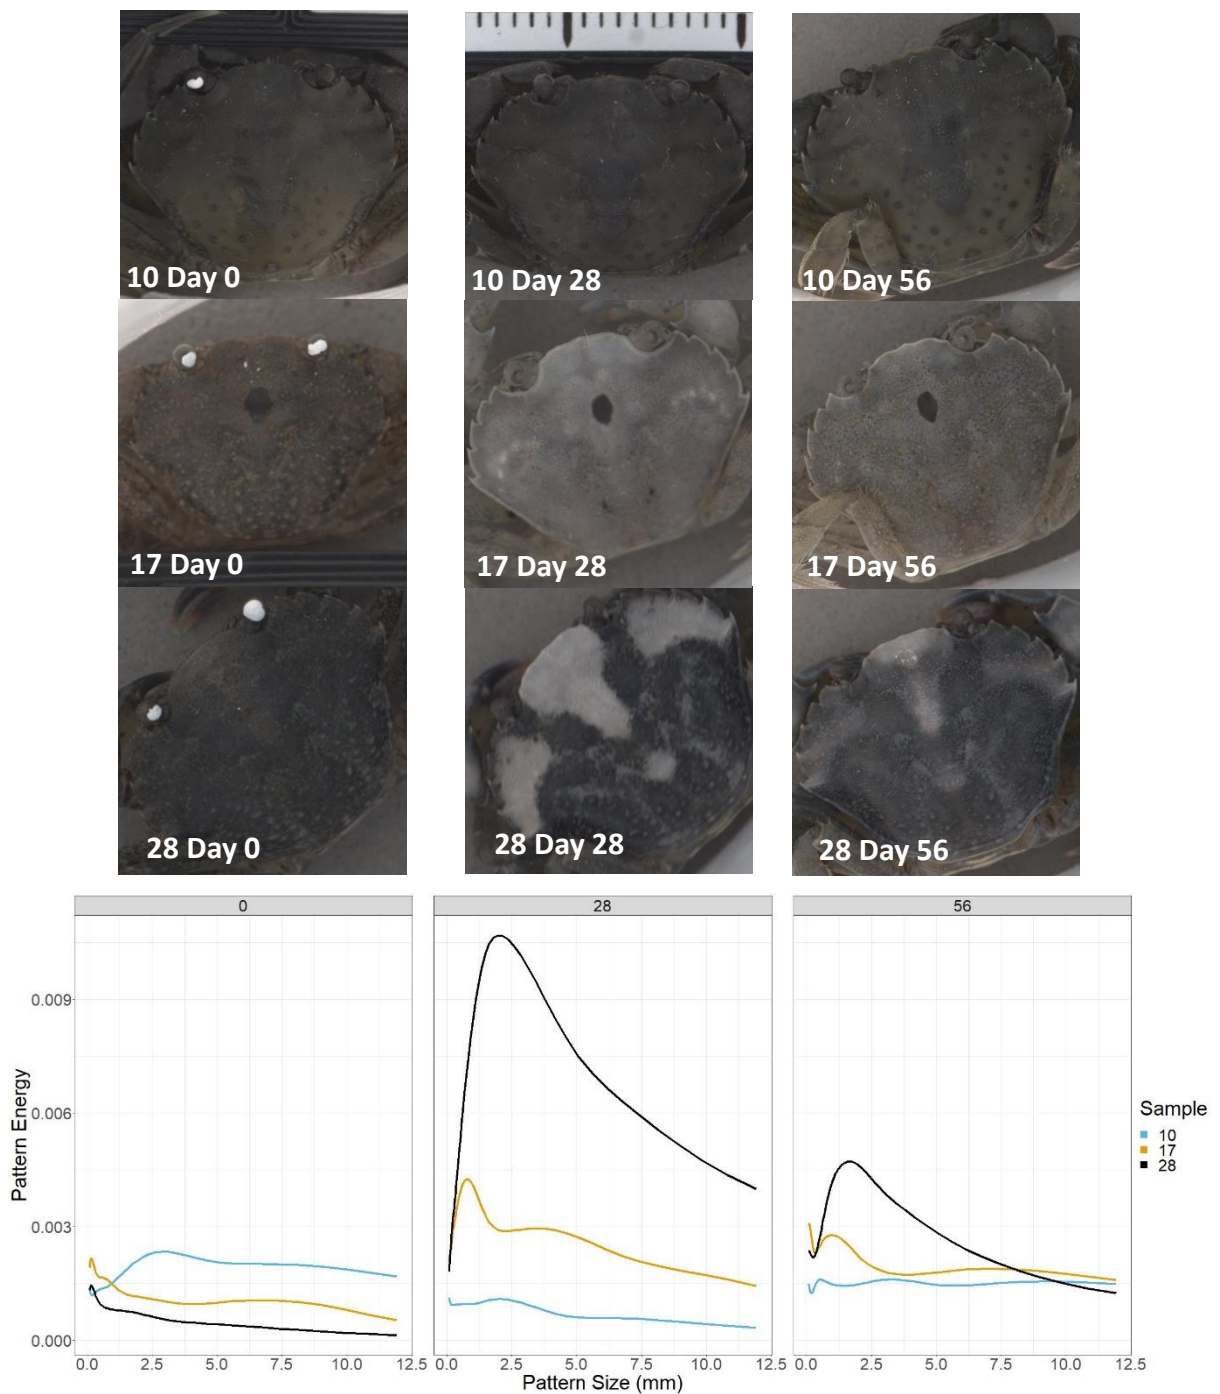 10 Day 0
10 Day 28
10 Day 56
17 Day 0
17 Day 28
17 Day 56
28 Day 0
28 Day 28
28 Day 56
0
28
56
Pattern Energy
0.009
0.006
0.003
0.000
0.0 2.5 5.0 7.5 10.0 12.5
0.0 2.5 5.0 7.5 10.0 12.5
0.0 2.5 5.0 7.5 10.0 12.5
Pattern Size (mm)
Sample
10
17
28